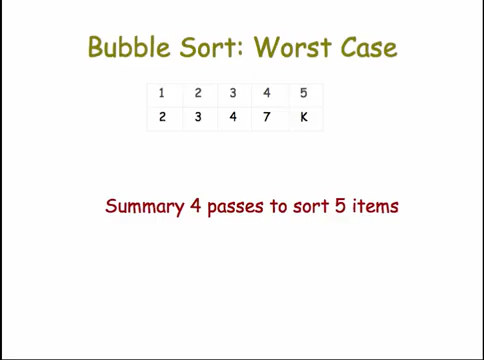 Bubble Sort: Worst Case
1 2 3 4 5
2 3 4 7 K
Summary 4 passes to sort 5 items